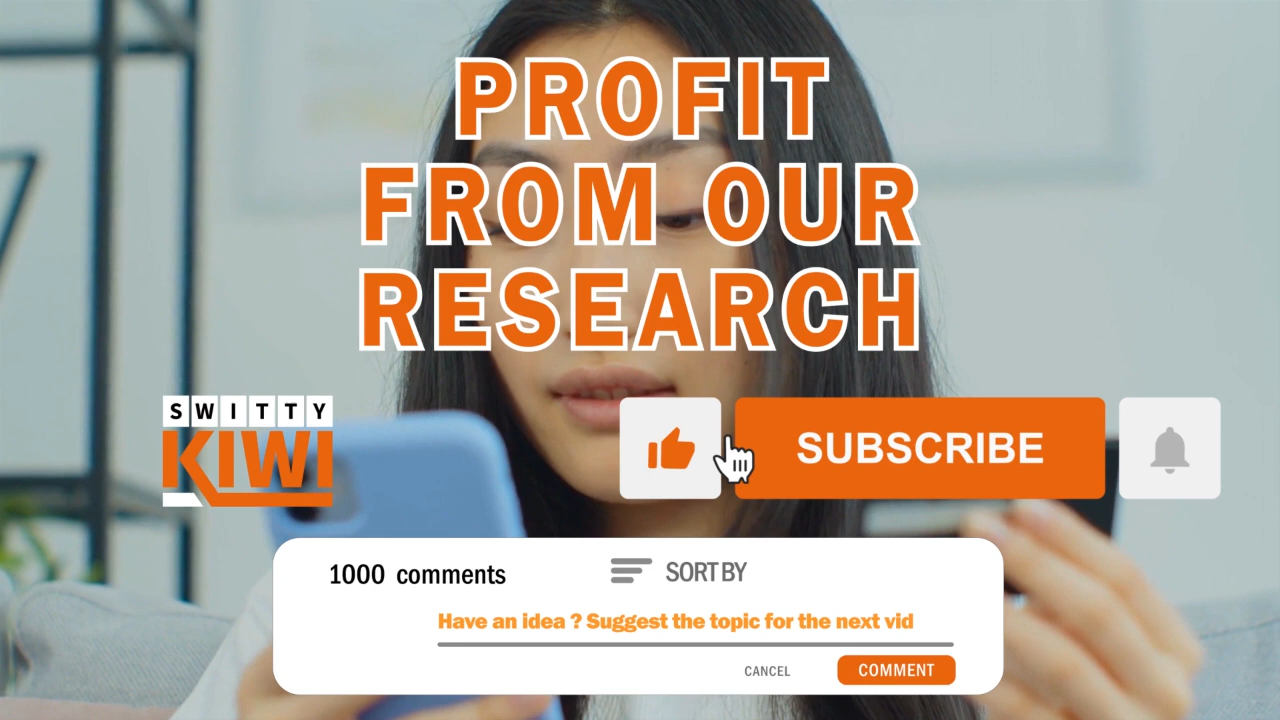 PROFIT
FROM OUR
RESEARCH
SWITTY
KIWI
SUBSCRIBE
1000 comments
SORT BY
Have an idea ? Suggest the topic for the next vid
CANCEL
COMMENT